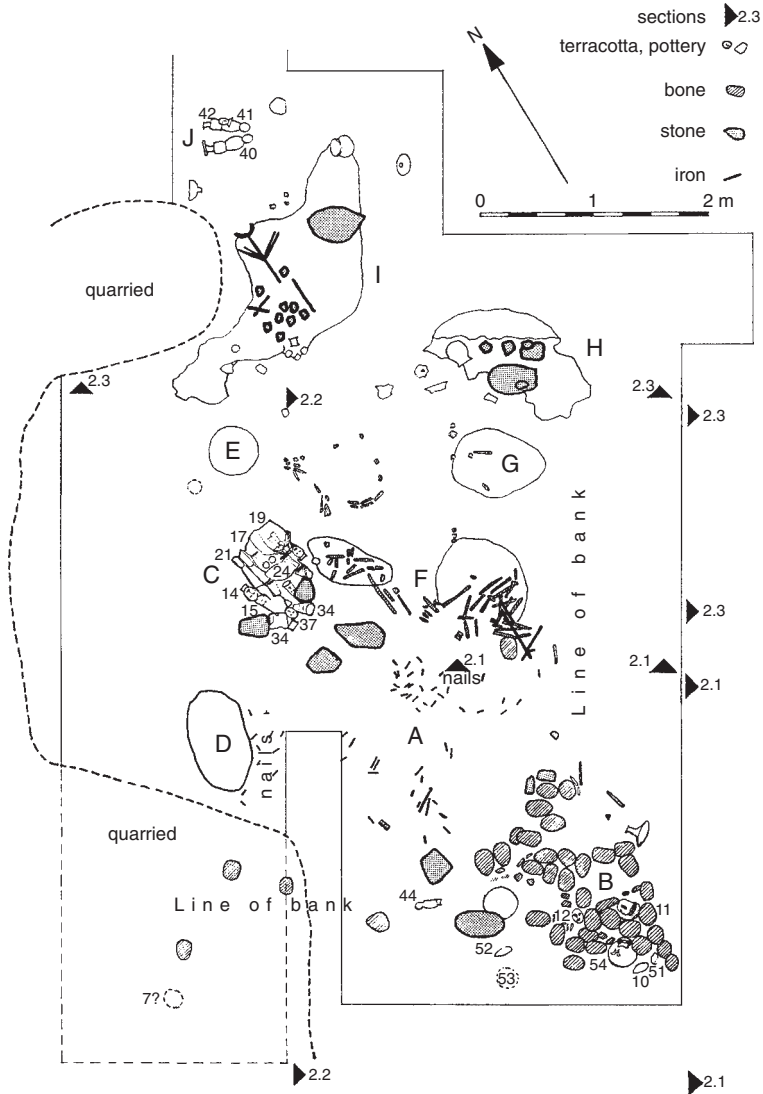 sections 2.3
terracotta, pottery
bone
stone
iron
N
0 1 2 m
42 41
J
40
quarried
I
H
2.3
2.2
2.3
2.3
E
G
19
17
21
C
24
14
15
34
37
34
F
2.3
2.1
nails
2.1
2.1
Line of bank
D
nails
A
quarried
Line of bank
44
B
12
11
52
54
51
10
53
7?
2.2
2.1